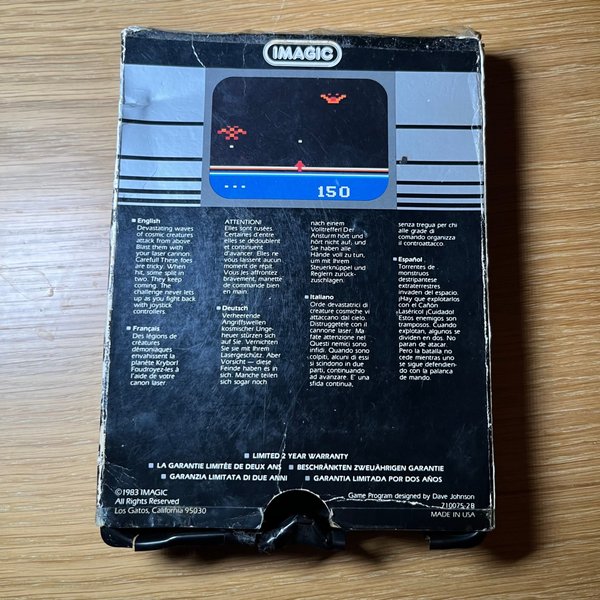 IMAGIC
150
English
Devastating waves
of cosmic creatures
attack from above.
Blast them with
your laser cannon.
Careful! These foes
are tricky. When
hit, some split in
two. They keep
coming. The
challenge never lets
up as you fight back
with joystick
controllers.
Français
Des légions de
créatures
démoniaques
envahissent la
planète Krybor!
Foudroyez-les à
l'aide de votre
canon laser
ATTENTION!
Elles sont rusées.
Certaines d'entre
elles se dédoublent
et continuent
d'avancer. Elles ne
vous laissent aucun
moment de répit.
Vous les affrontez
bravement, manette
de commande bien
en main.
Deutsch
Verheerende
Angriffswellen
kosmischer Unge-
heuer stürzen sich
auf Sie. Vernichten
Sie sie mit Ihrem
Lasergeschütz. Aber
Vorsicht — diese
Feinde haben es in
sich. Manche teilen
sich sogar noch
nach einem
Volltreffer! Der
Ansturm hört und
hört nicht auf, und
Sie haben alle
Hände voll zu tun,
um mit Ihrem
Steuerknüppel und
Reglern zurück-
zuschlagen.
Italiano
Orde devastatrici di
creature cosmiche vi
attaccano dal cielo.
Distruggetele con il
cannone laser. Ma
fate attenzione nel
Questi nemici sono
infidi. Quando sono
colpiti, alcuni di essi
si scindono in due
parti, continuando
ad avanzare. E' una
sfida continua,
senza tregua per chi
alle grade di
comando organizza
il controattacco.
Español
Torrentes de
monstruos
destripantese
extraterrestres
invaden del espacio.
¡Hay que explotarlos
con el Cañón
Lasérico! ¡Cuidado!
Estos enemigos son
tramposos. Cuando
explotan, algunos se
dividen en dos. No
paran de atacar.
Pero la batalla no
cede mientras uno
se sigue defendien-
do con la palanca
de mando.
LIMITED 2 YEAR WARRANTY
LA GARANTIE LIMITÉE DE DEUX ANS BESCHRÄNKTEN ZWEIJÄHRIGEN GARANTIE
GARANZIA LIMITATA DI DUE ANNI GARANTIA LIMITADA POR DOS AÑOS
©1983 IMAGIC
All Rights Reserved
Los Gatos, California 95030
Game Program designed by Dave Johnson
710075 2B
MADE IN USA